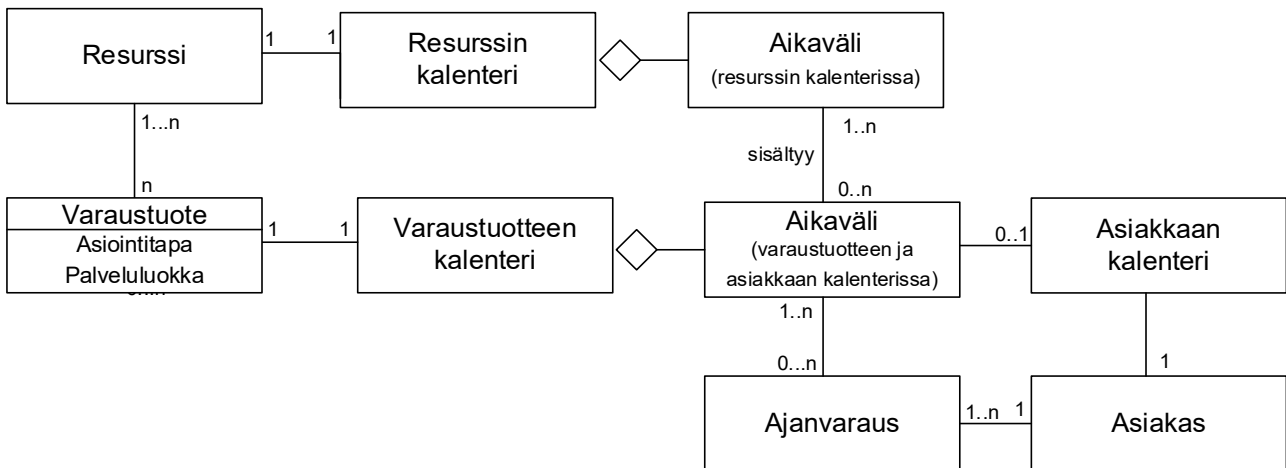 Resurssi
1
1
Resurssin
kalenteri
Aikaväli
(resurssin kalenterissa)
1...n
1..n
sisältyy
n
0..n
Varaustuote
Asiointitapa
Palveluluokka
1
1
Varaustuotteen
kalenteri
Aikaväli
(varaustuotteen ja
asiakkaan kalenterissa)
0..1
Asiakkaan
kalenteri
1..n
0...n
1
Ajanvaraus
1..n
1
Asiakas